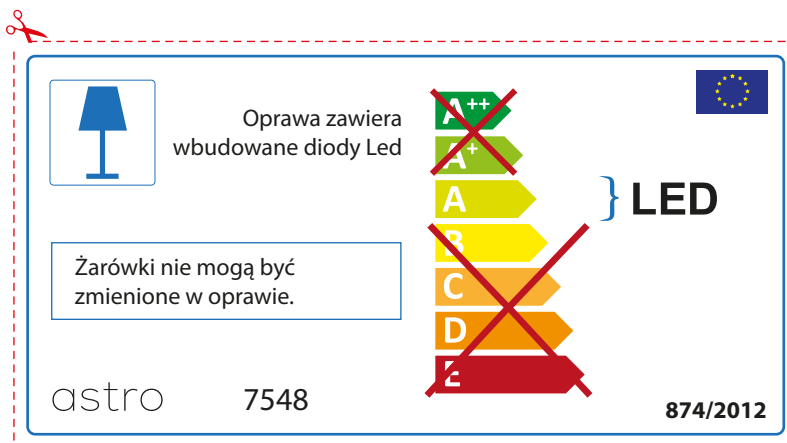 Oprawa zawiera
wbudowane diody Led
A++
A+
A
B
C
D
E
LED
Żarówki nie mogą być
zmienione w oprawie.
astro
7548
874/2012